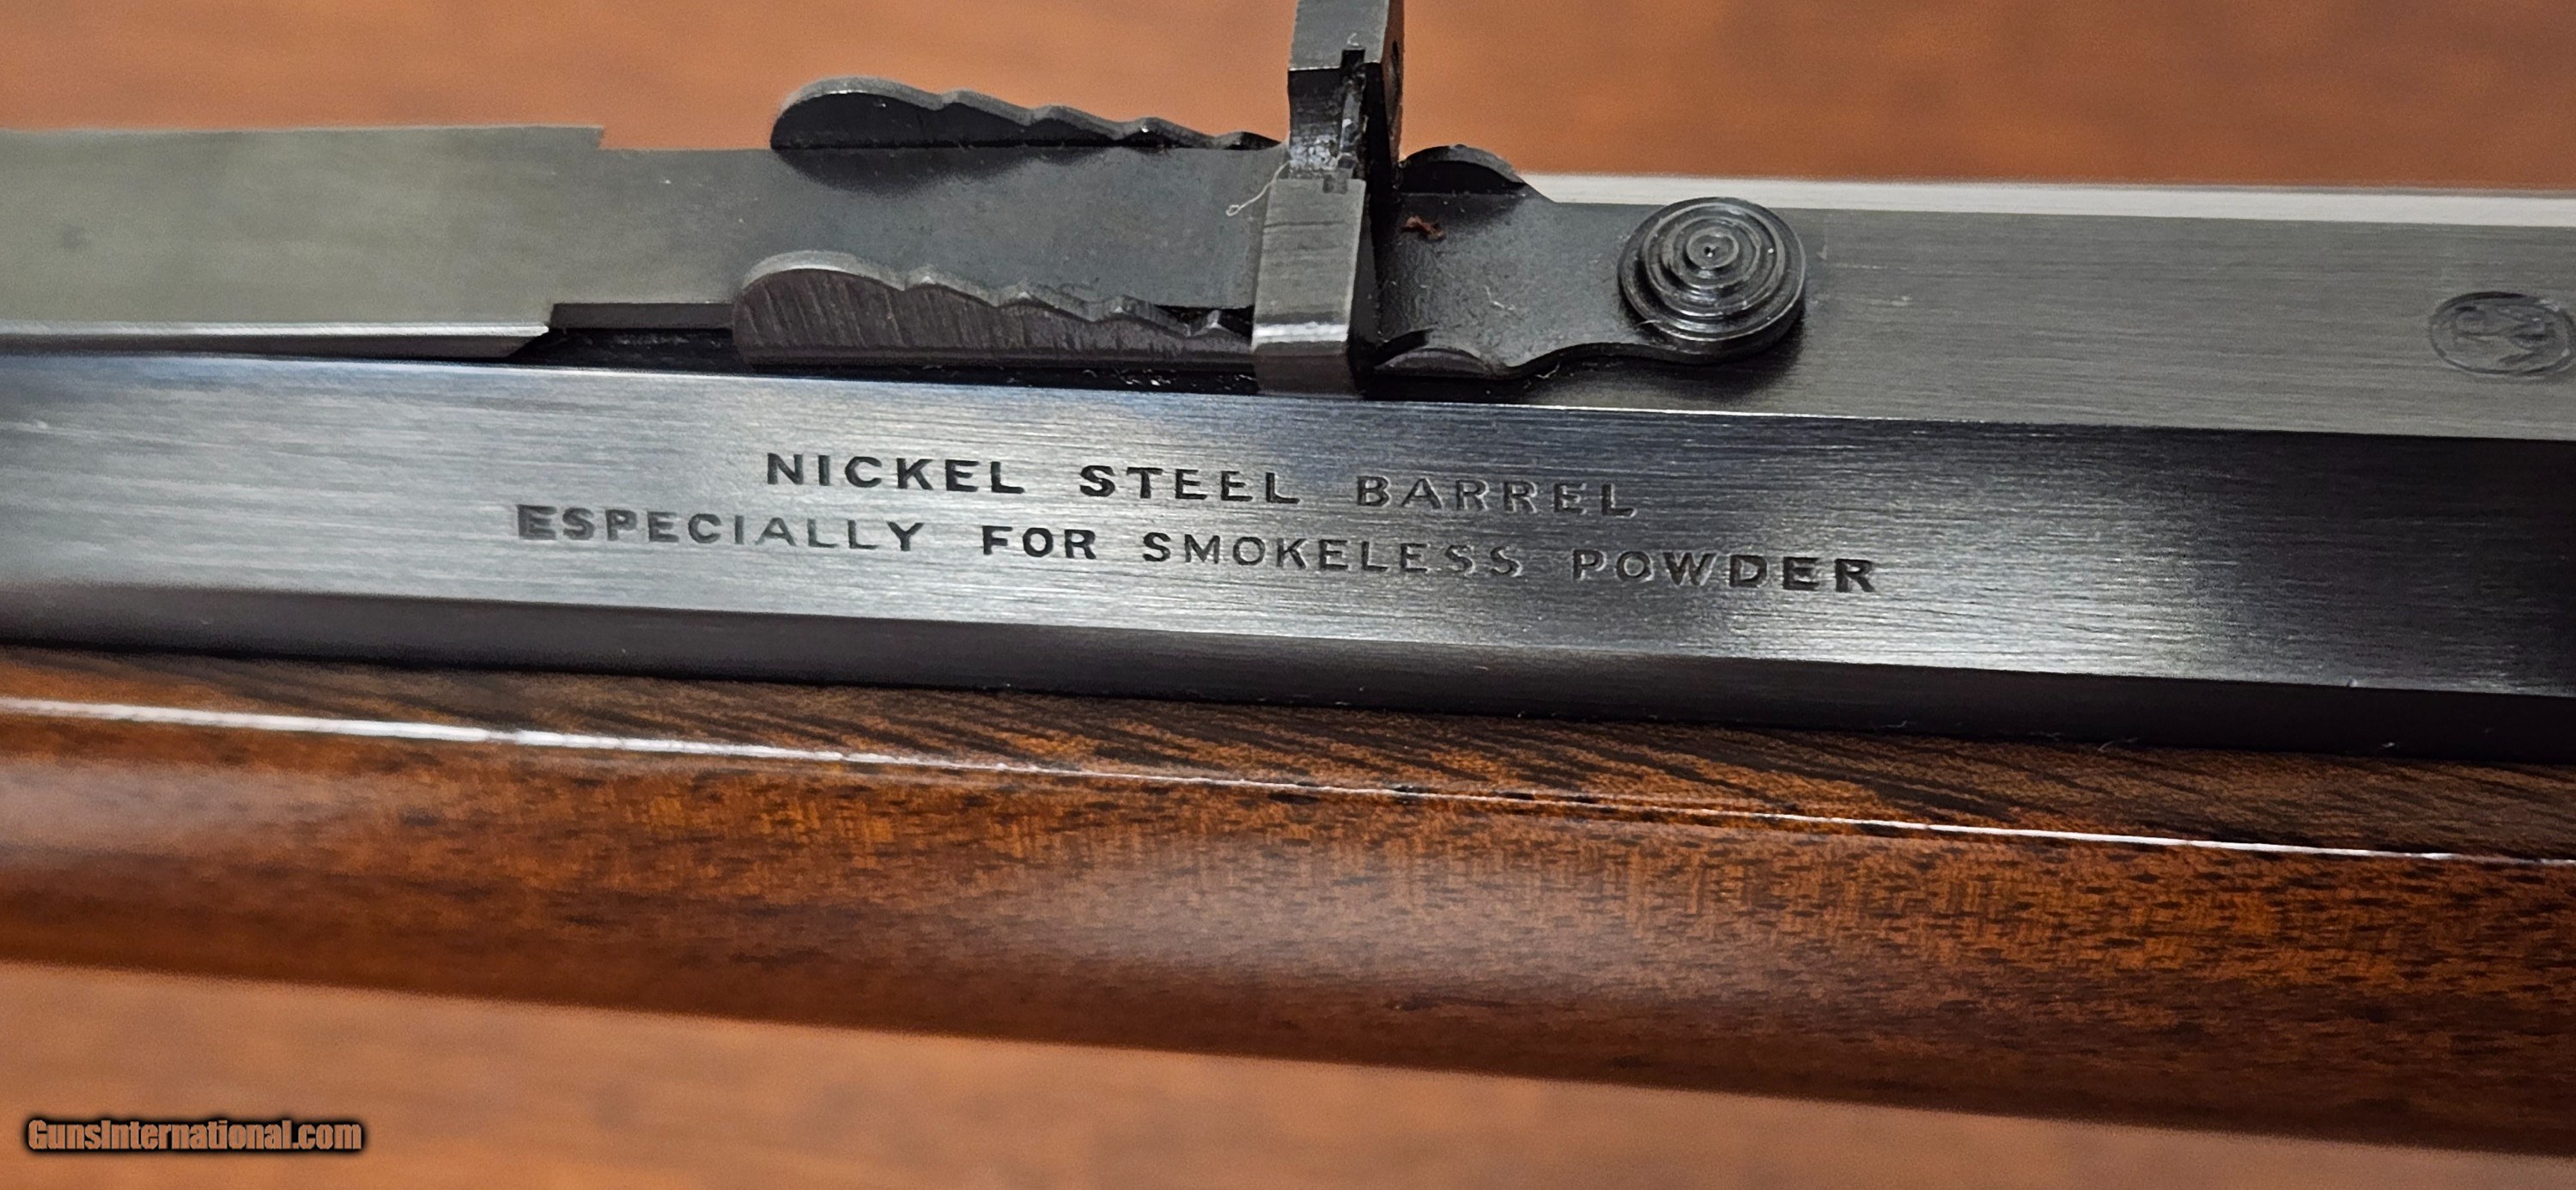 NICKEL STEEL BARREL
ESPECIALLY FOR SMOKELESS POWDER
GunsInternational.com